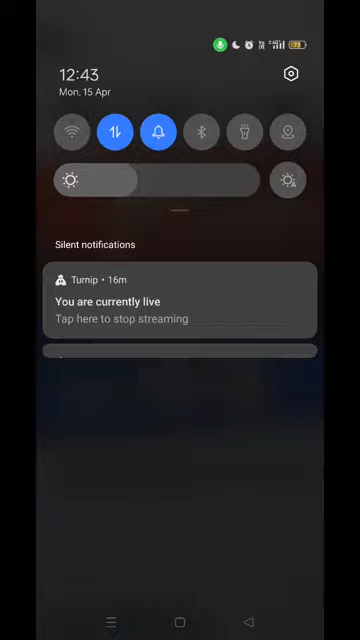 12:43
Mon, 15 Apr
Silent notifications
Turnip • 16m
You are currently live
Tap here to stop streaming